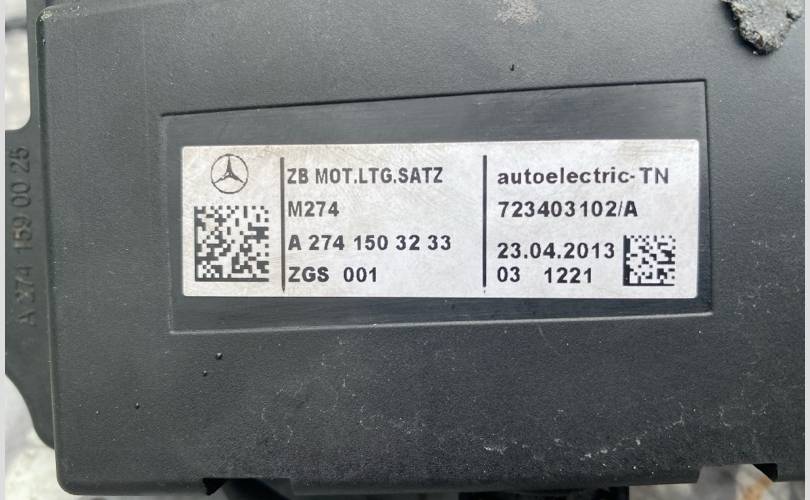 ZB MOT.LTG.SATZ
M274
A 274 150 32 33
ZGS 001
autoelectric-TN
723403102/A
23.04.2013
03 1221
A 274 159 00 25